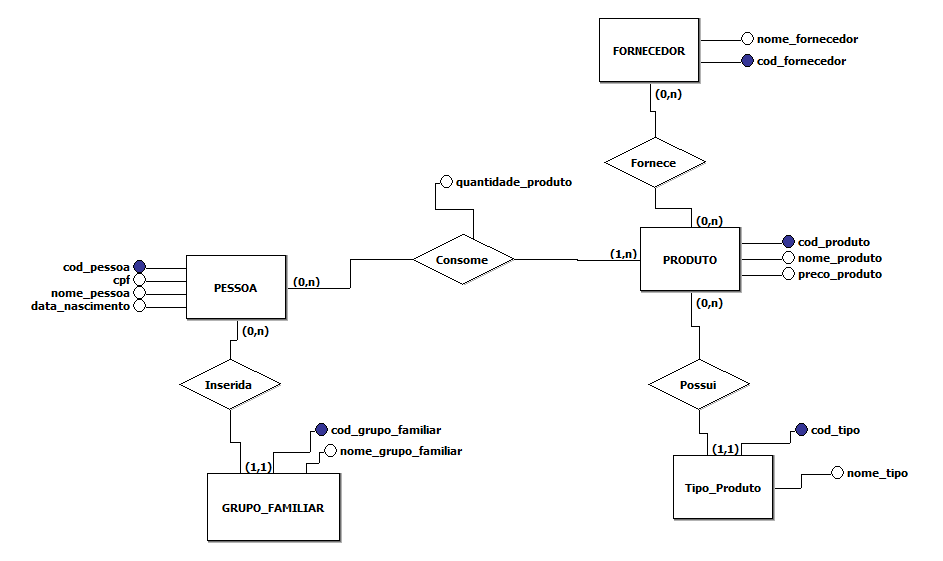 FORNECEDOR
nome_fornecedor
cod_fornecedor
(0,n)
Fornece
quantidade_produto
(0,n)
cod_produto
nome_produto
preco_produto
PRODUTO
(1,n)
Consome
cod_pessoa
cpf
nome_pessoa
data_nascimento
PESSOA
(0,n)
(0,n)
(0,n)
Inserida
Possui
cod_grupo_familiar
nome_grupo_familiar
(1,1)
GRUPO_FAMILIAR
cod_tipo
(1,1)
nome_tipo
Tipo_Produto